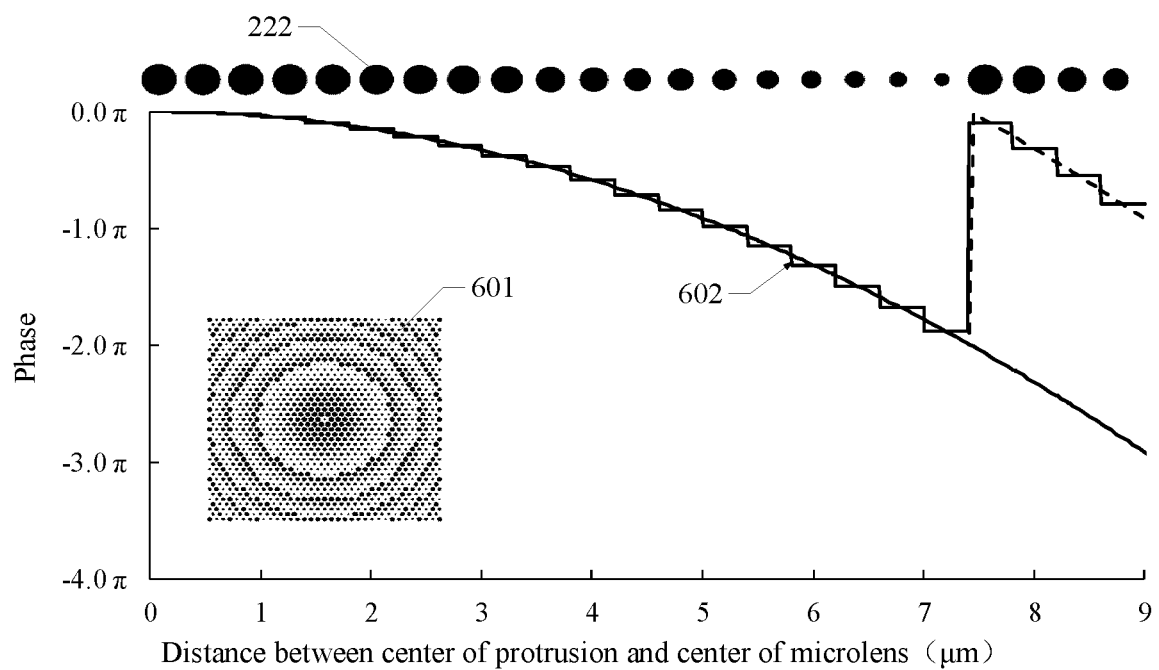 222
0.0 π
-1.0 π
-2.0 π
-3.0 π
-4.0 π
Phase
602
601
0 1 2 3 4 5 6 7 8 9
Distance between center of protrusion and center of microlens（μm）